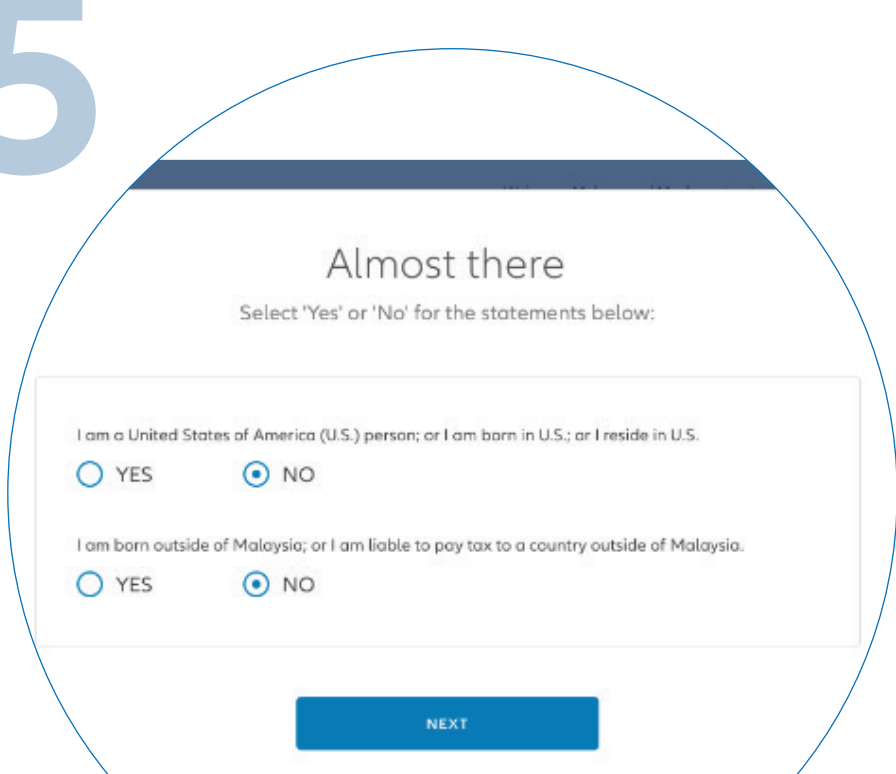 5
Almost there
Select 'Yes' or 'No' for the statements below:
I am a United States of America (U.S.) person; or I am born in U.S.; or I reside in U.S.
YES NO
I am born outside of Malaysia; or I am liable to pay tax to a country outside of Malaysia.
YES NO
NEXT